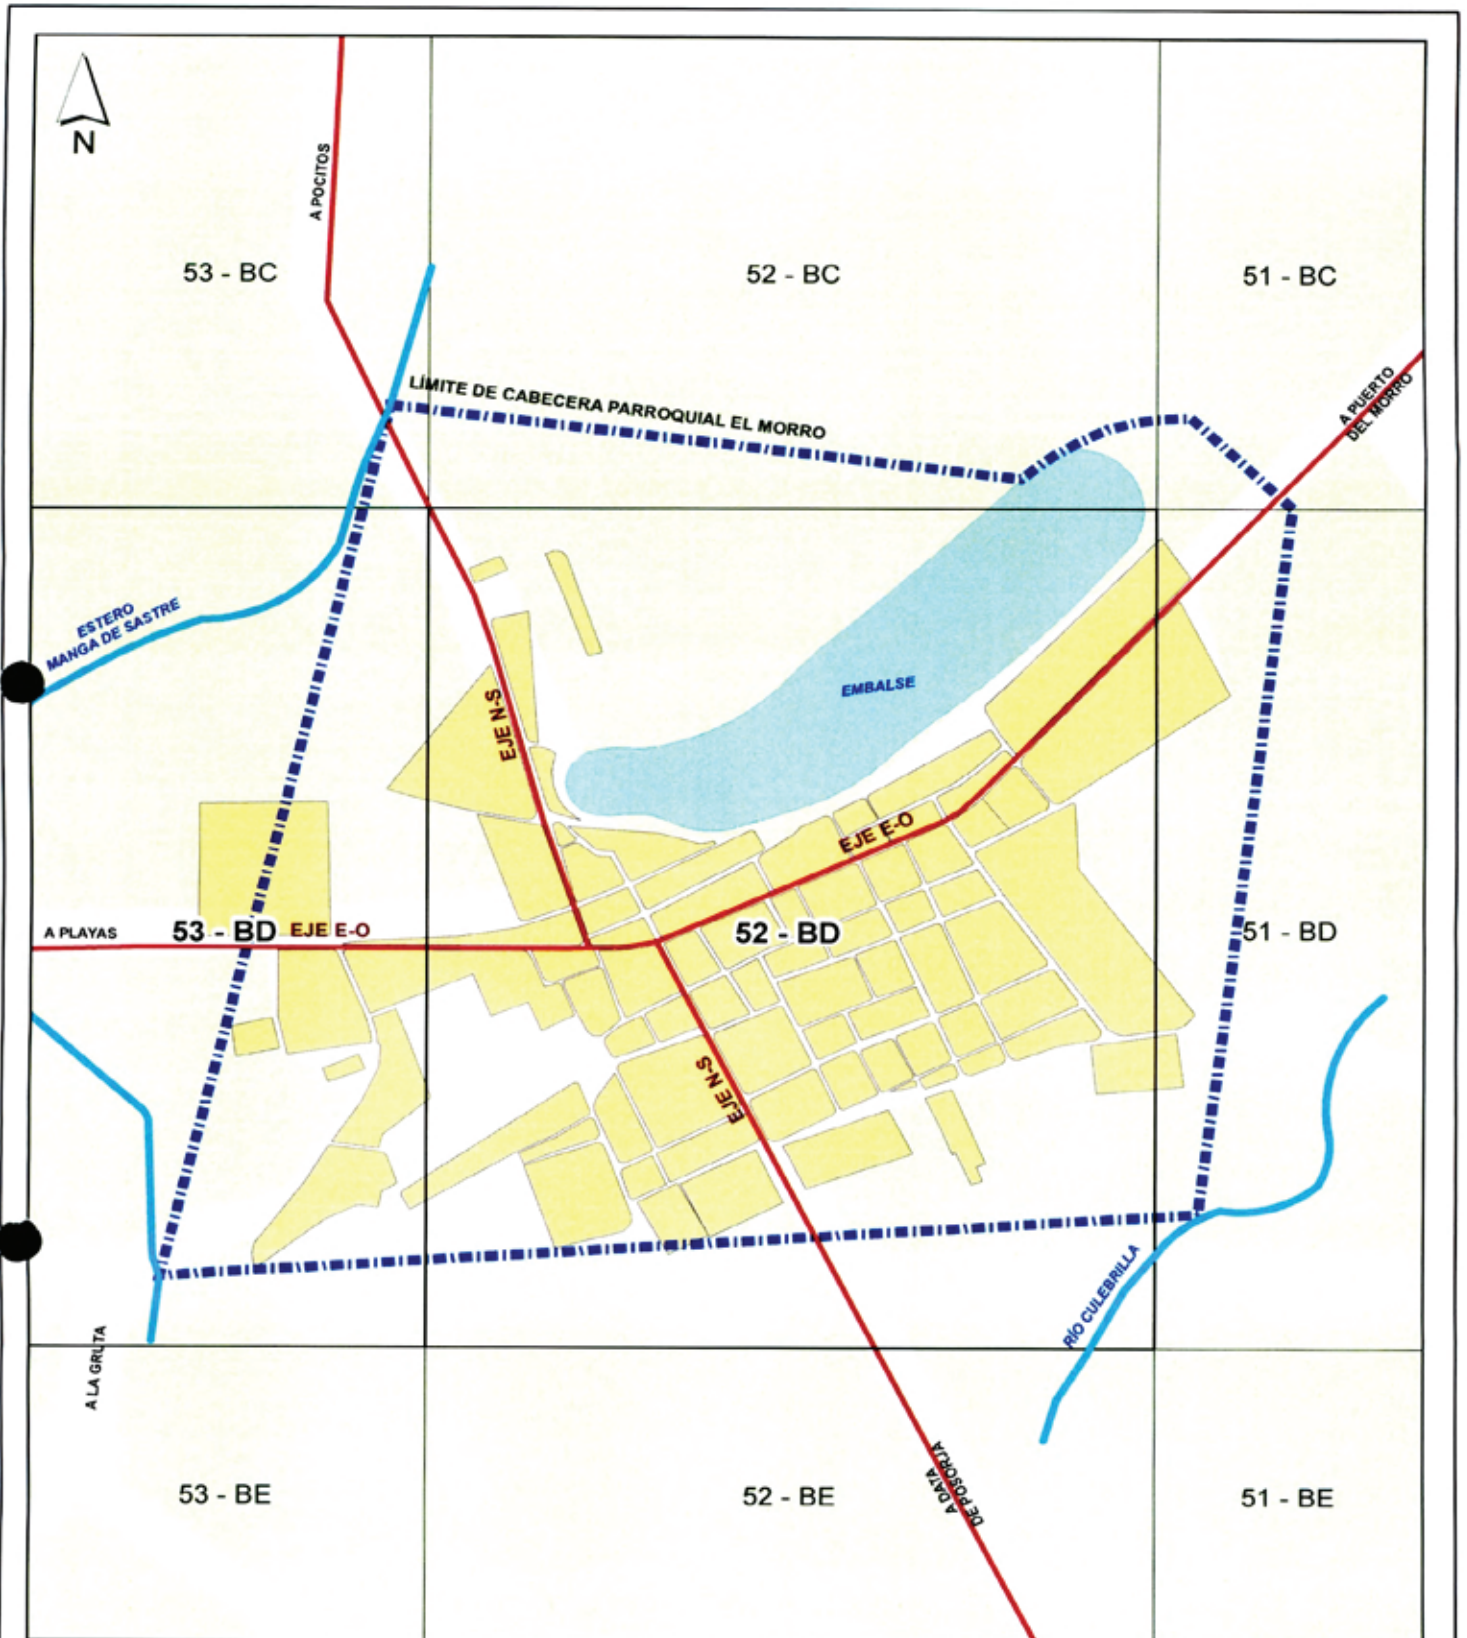 N
A POCITOS
53 - BC
52 - BC
51 - BC
LÍMITE DE CABECERA PARROQUIAL EL MORRO
A PUERTO
DEL MORRO
ESTERO
MANGA DE SASTRE
EJE N-S
EMBALSE
EJE E-O
A PLAYAS
53 - BD
EJE E-O
52 - BD
51 - BD
EJE N-S
RÍO CULEBRILLA
A LA GRUTA
A DATA
DE POSORJA
53 - BE
52 - BE
51 - BE